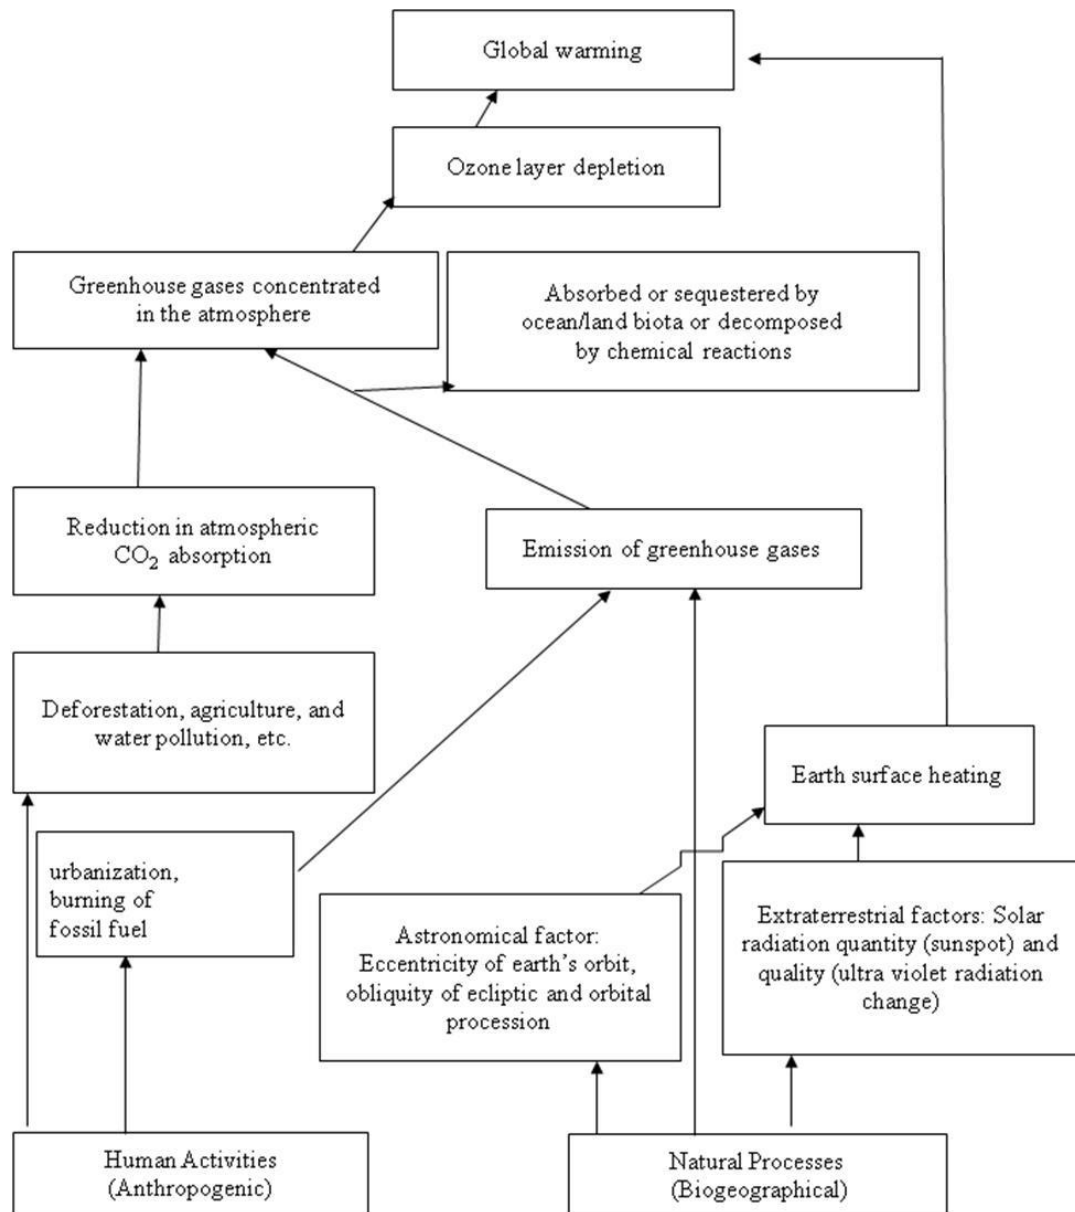 Global warming
Ozone layer depletion
Greenhouse gases concentrated
in the atmosphere
Absorbed or sequestered by
ocean/land biota or decomposed
by chemical reactions
Reduction in atmospheric
CO₂ absorption
Emission of greenhouse gases
Deforestation, agriculture, and
water pollution, etc.
Earth surface heating
urbanization,
burning of
fossil fuel
Astronomical factor:
Eccentricity of earth’s orbit,
obliquity of ecliptic and orbital
procession
Extraterrestrial factors: Solar
radiation quantity (sunspot) and
quality (ultra violet radiation
change)
Human Activities
(Anthropogenic)
Natural Processes
(Biogeographical)